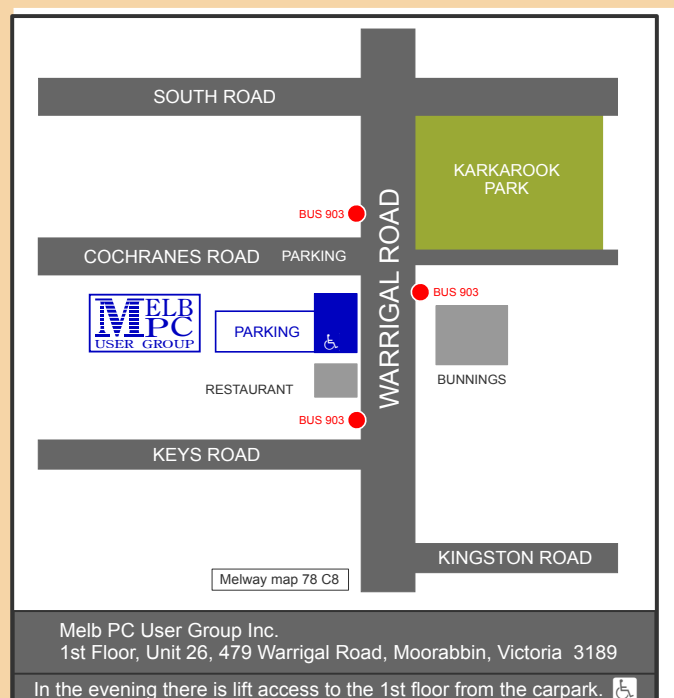 SOUTH ROAD
KARKAROOK
PARK
BUS 903
WARRIGAL ROAD
COCHRANES ROAD PARKING
BUS 903
MELB
PC
USER GROUP
PARKING
BUNNINGS
RESTAURANT
BUS 903
KEYS ROAD
KINGSTON ROAD
Melway map 78 C8
Melb PC User Group Inc.
1st Floor, Unit 26, 479 Warrigal Road, Moorabbin, Victoria 3189
In the evening there is lift access to the 1st floor from the carpark.